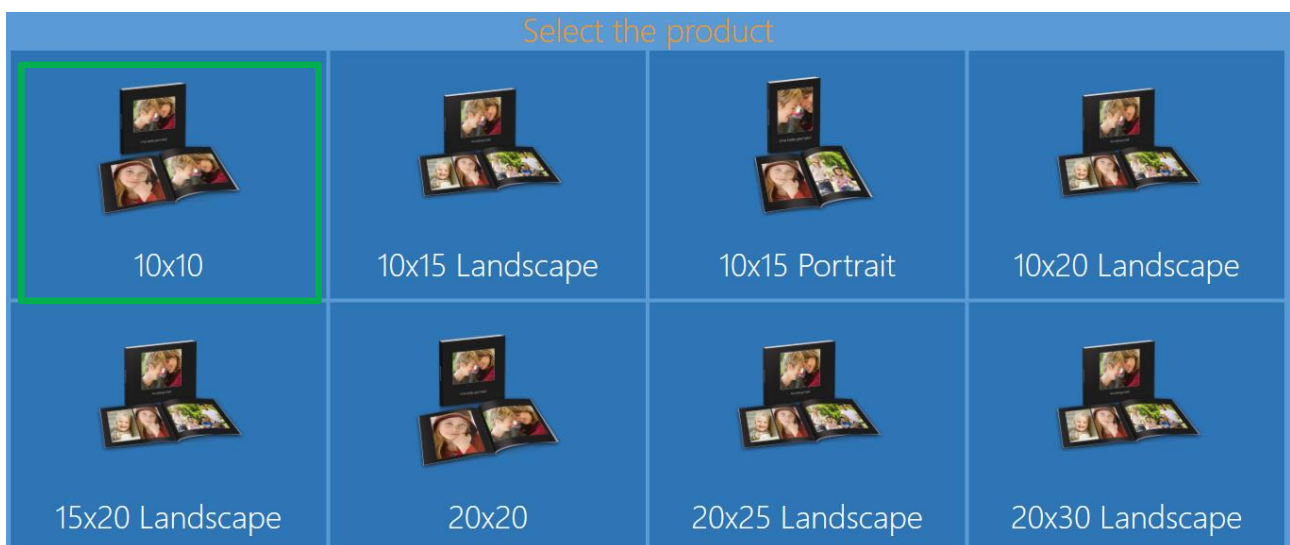 Select the product
10x10
10x15 Landscape
10x15 Portrait
10x20 Landscape
15x20 Landscape
20x20
20x25 Landscape
20x30 Landscape